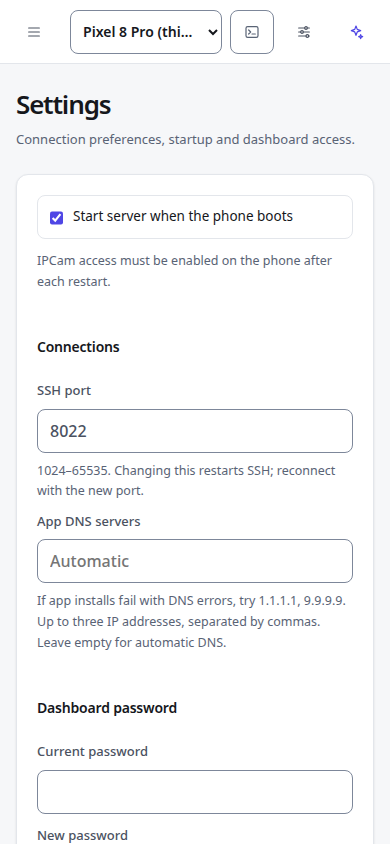 Pixel 8 Pro (thi...
Settings
Connection preferences, startup and dashboard access.
Start server when the phone boots
IPCam access must be enabled on the phone after
each restart.
Connections
SSH port
8022
1024–65535. Changing this restarts SSH; reconnect
with the new port.
App DNS servers
Automatic
If app installs fail with DNS errors, try 1.1.1.1, 9.9.9.9.
Up to three IP addresses, separated by commas.
Leave empty for automatic DNS.
Dashboard password
Current password
New password